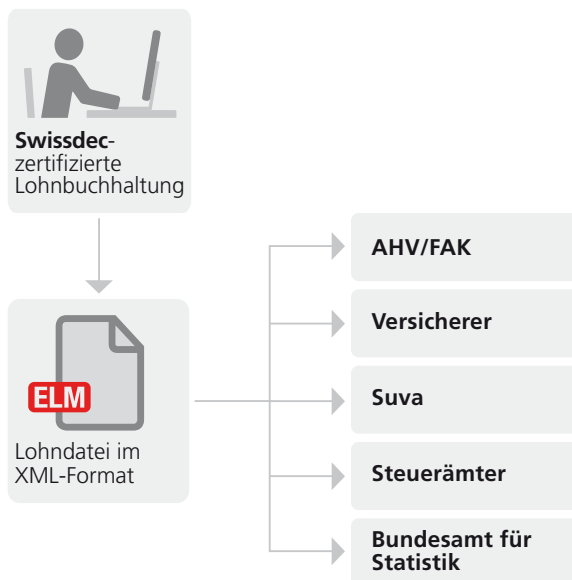 Swissdec-
zertifizierte
Lohnbuchhaltung
ELM
Lohndatei im
XML-Format
AHV/FAK
Versicherer
Suva
Steuerämter
Bundesamt für
Statistik